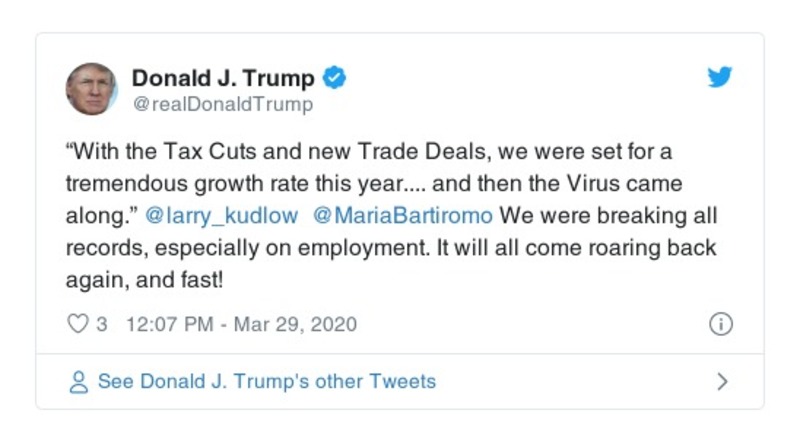 Donald J. Trump
@realDonaldTrump
“With the Tax Cuts and new Trade Deals, we were set for a
tremendous growth rate this year.... and then the Virus came
along.” @larry_kudlow @MariaBartiromo We were breaking all
records, especially on employment. It will all come roaring back
again, and fast!
3 12:07 PM - Mar 29, 2020
See Donald J. Trump's other Tweets